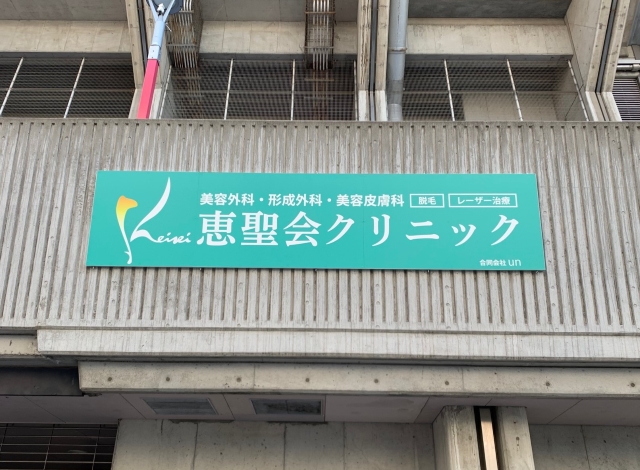 美容外科・形成外科・美容皮膚科 脱毛 レーザー治療
Keisei 恵聖会クリニック
合同会社 un